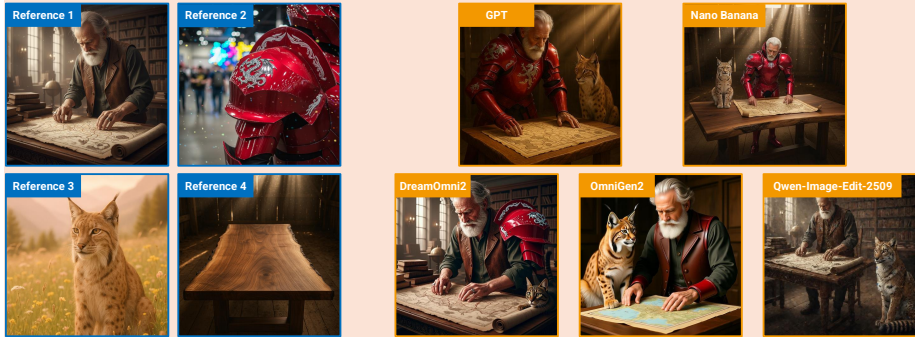 Reference 1
Reference 2
GPT
Nano Banana
Reference 3
Reference 4
DreamOmni2
OmniGen2
Qwen-Image-Edit-2509